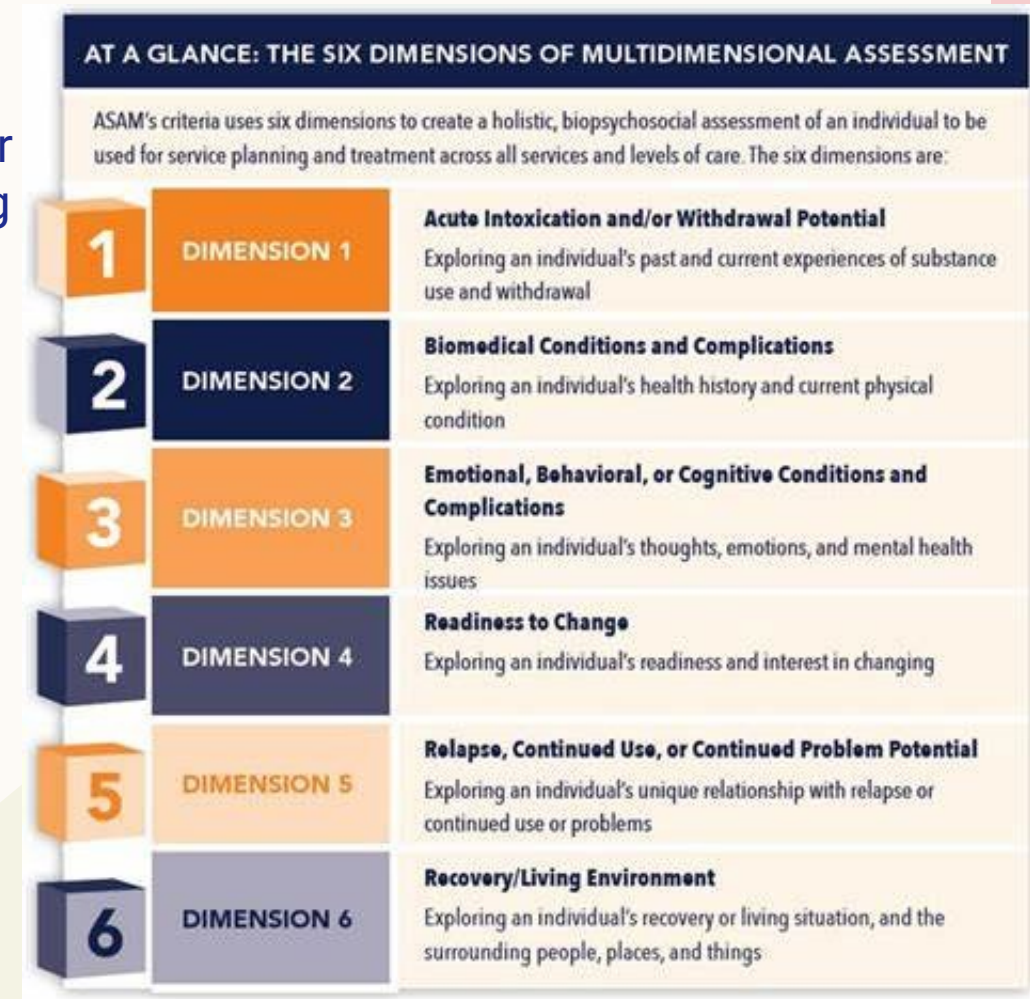 r
g
AT A GLANCE: THE SIX DIMENSIONS OF MULTIDIMENSIONAL ASSESSMENT
ASAM's criteria uses six dimensions to create a holistic, biopsychosocial assessment of an individual to be
used for service planning and treatment across all services and levels of care. The six dimensions are:
1
DIMENSION 1
Acute Intoxication and/or Withdrawal Potential
Exploring an individual's past and current experiences of substance
use and withdrawal
2
DIMENSION 2
Biomedical Conditions and Complications
Exploring an individual's health history and current physical
condition
3
DIMENSION 3
Emotional, Behavioral, or Cognitive Conditions and
Complications
Exploring an individual's thoughts, emotions, and mental health
issues
4
DIMENSION 4
Readiness to Change
Exploring an individual's readiness and interest in changing
5
DIMENSION 5
Relapse, Continued Use, or Continued Problem Potential
Exploring an individual's unique relationship with relapse or
continued use or problems
6
DIMENSION 6
Recovery/Living Environment
Exploring an individual's recovery or living situation, and the
surrounding people, places, and things